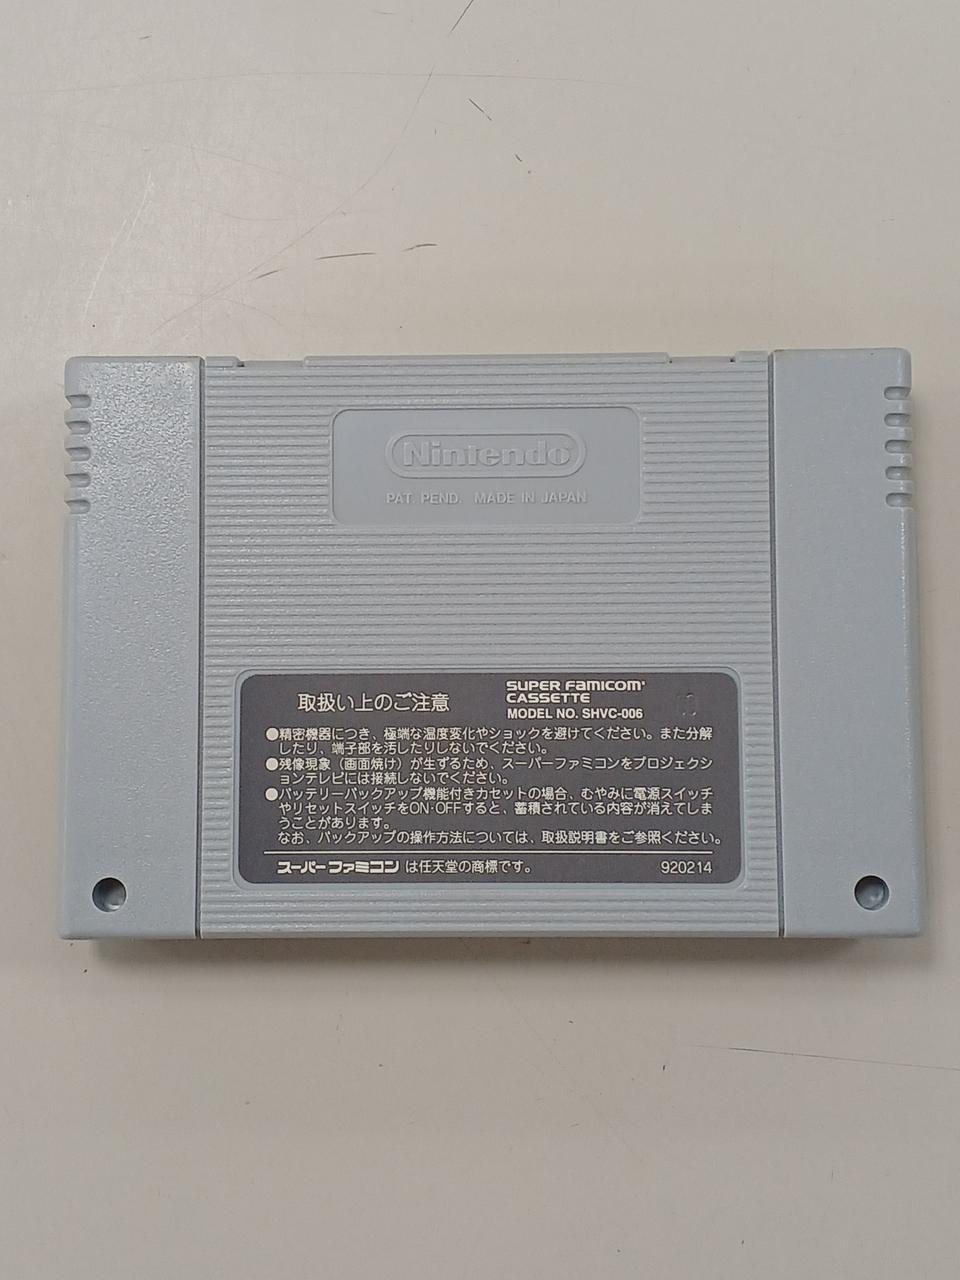 Nintendo
PAT. PEND. MADE IN JAPAN
取扱い上のご注意
SUPER FAMICOM
CASSETTE
MODEL NO. SHVC-006
●精密機器につき、極端な温度変化やショックを避けてください。また分解
したり、端子部を汚したりしないでください。
●残像現象(画面焼け)が生ずるため、スーパーファミコンをプロジェクシ
ョンテレビには接続しないでください。
●バッテリーバックアップ機能付きカセットの場合、むやみに電源スイッチ
やリセットスイッチをON·OFFすると、蓄積されている内容が消えてしま
うことがあります。
なお、バックアップの操作方法については、取扱説明書をご参照ください。
スーパーファミコン は任天堂の商標です。
920214